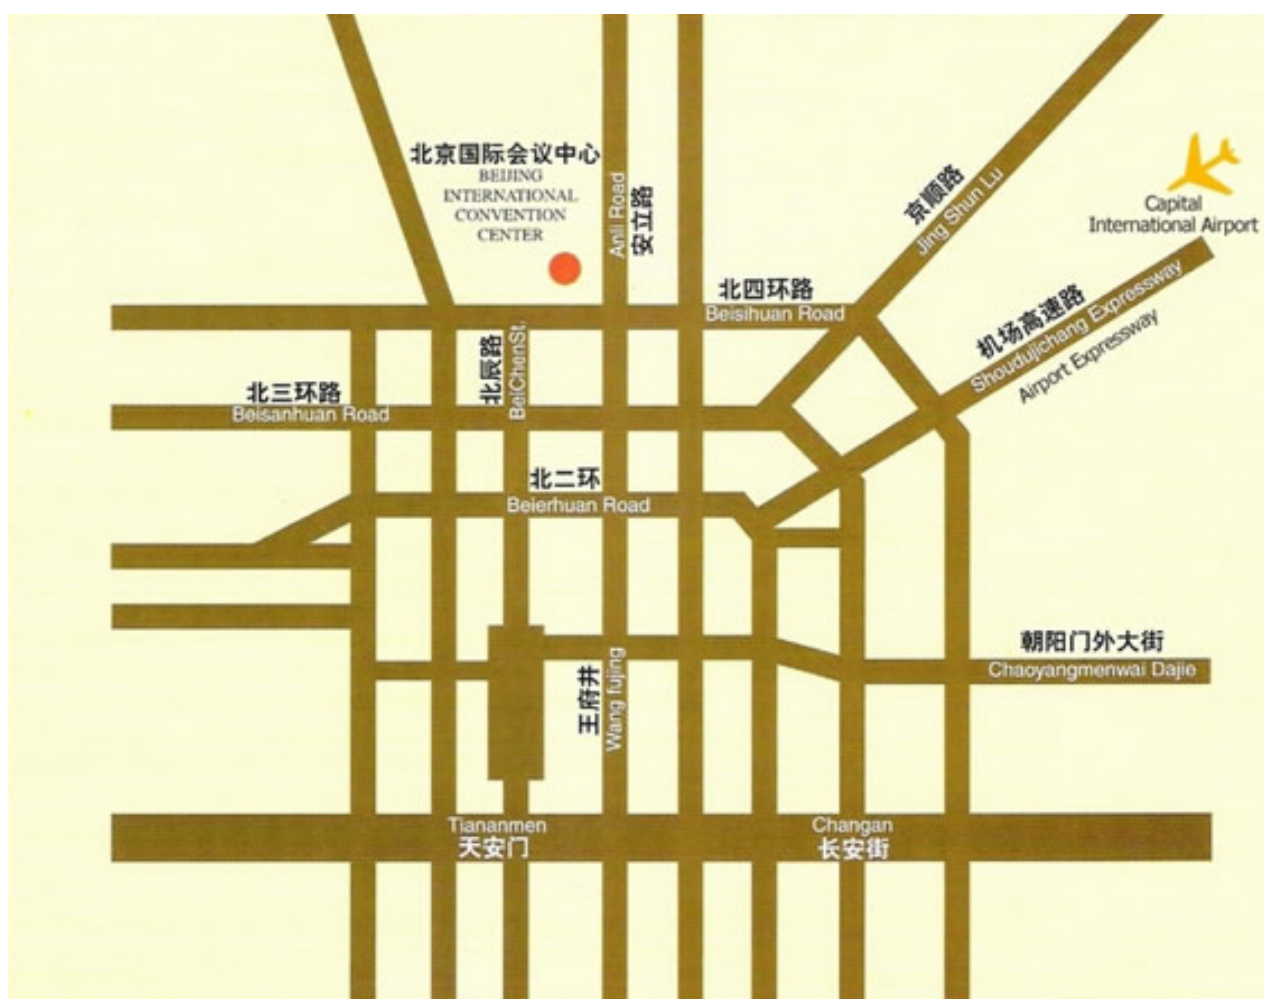 北京国际会议中心
BEIJING
INTERNATIONAL
CONVENTION
CENTER
Anli Road
安立路
京顺路
Jing Shun Lu
Capital
International Airport
北四环路
Beisihuan Road
机场高速路
Shoudujichang Expressway
Airport Expressway
北辰路
BeiChenSt.
北三环路
Beisanhuan Road
北二环
Beierhuan Road
朝阳门外大街
Chaoyangmenwai Dajie
王府井
Wang fujing
Tiananmen
天安门
Changan
长安街